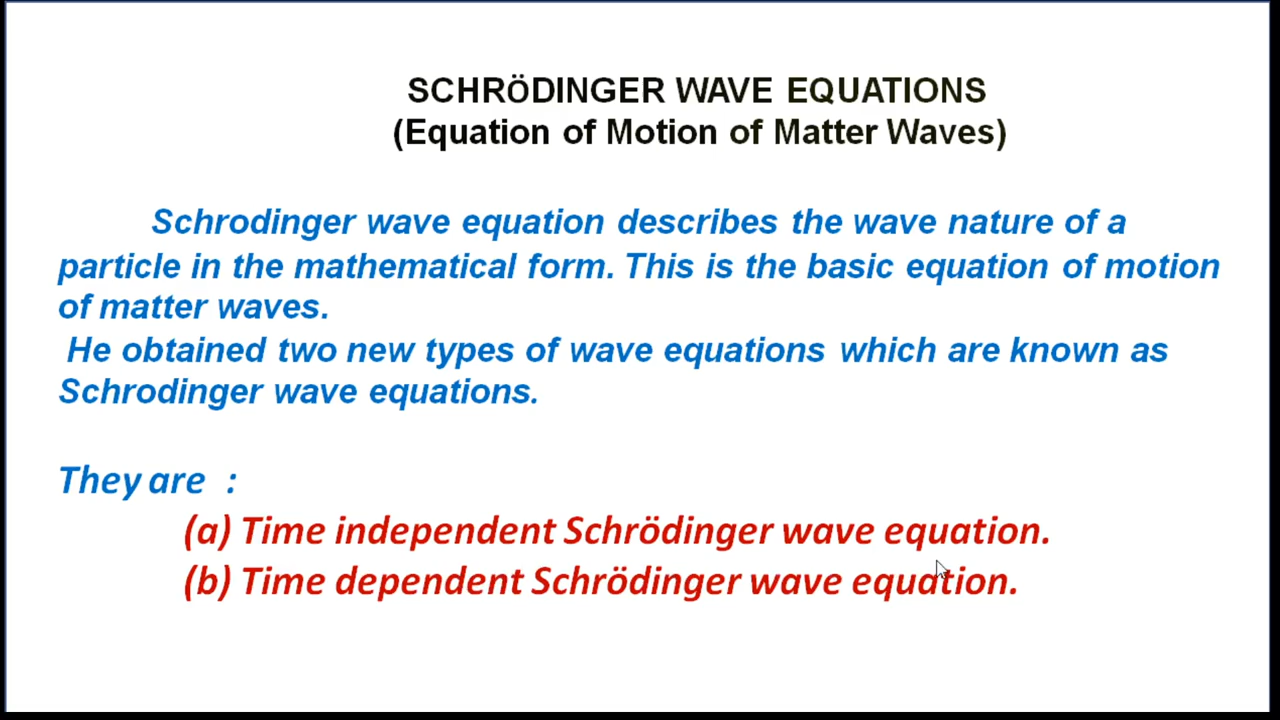 SCHRÖDINGER WAVE EQUATIONS
(Equation of Motion of Matter Waves)
Schrodinger wave equation describes the wave nature of a
particle in the mathematical form. This is the basic equation of motion
of matter waves.
He obtained two new types of wave equations which are known as
Schrodinger wave equations.
They are :
(a) Time independent Schrödinger wave equation.
(b) Time dependent Schrödinger wave equation.